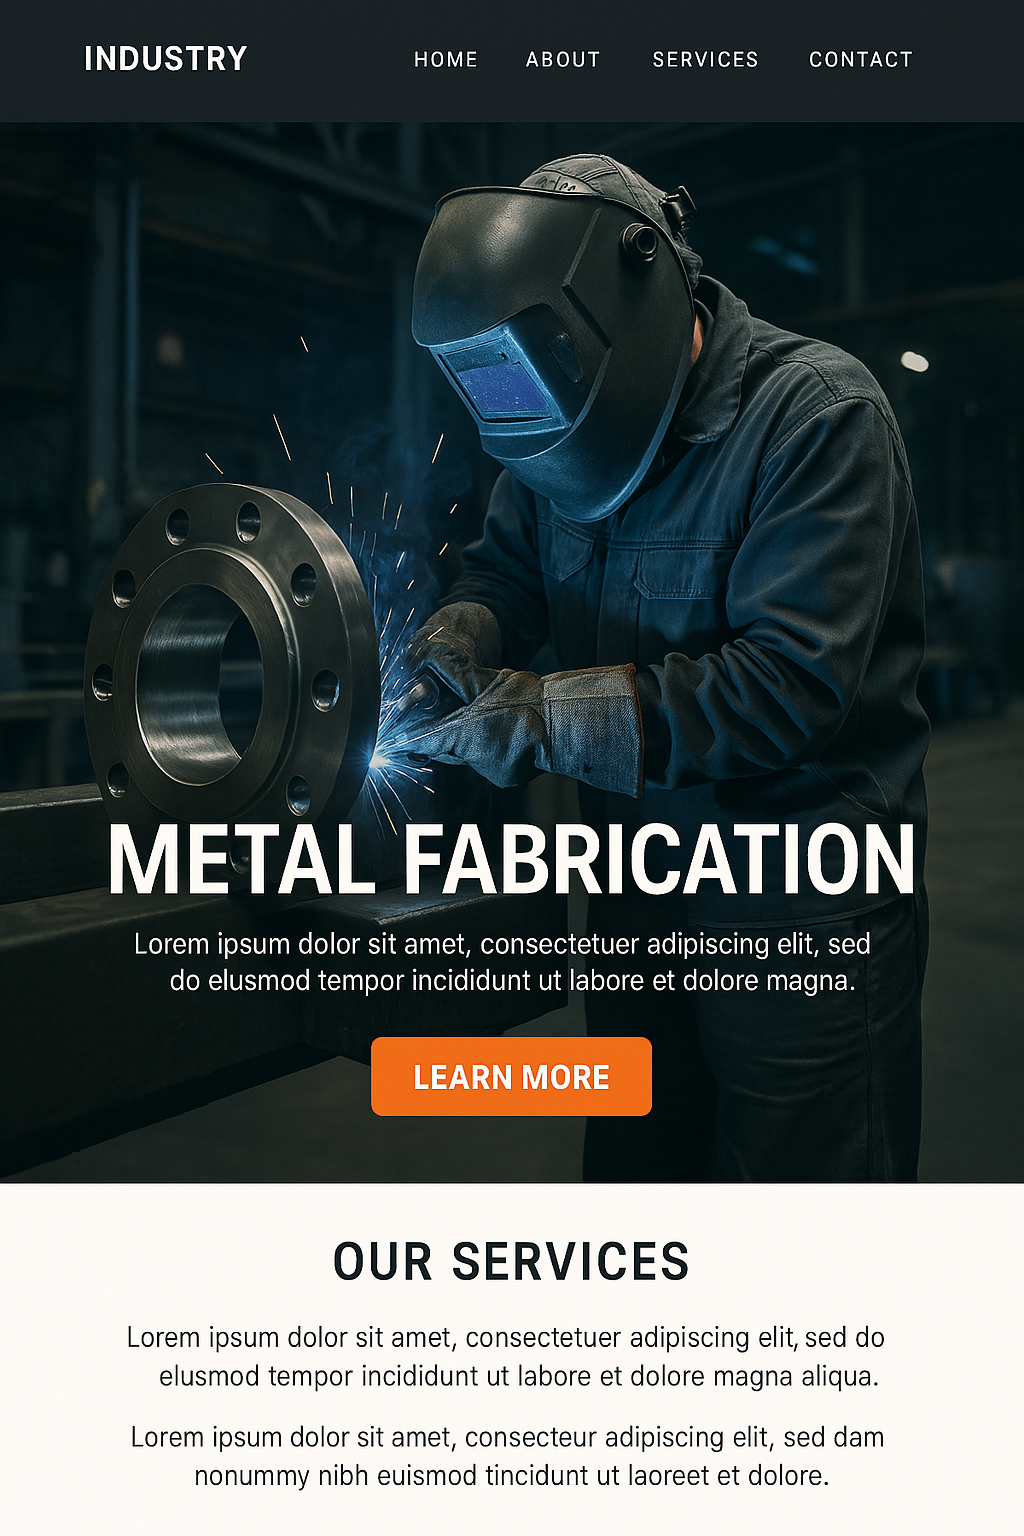 INDUSTRY
HOME ABOUT SERVICES CONTACT
METAL FABRICATION
Lorem ipsum dolor sit amet, consectetuer adipiscing elit, sed
do elusmod tempor incididunt ut labore et dolore magna.
LEARN MORE
OUR SERVICES
Lorem ipsum dolor sit amet, consectetuer adipiscing elit, sed do
elusmod tempor incididunt ut labore et dolore magna aliqua.
Lorem ipsum dolor sit amet, consecteur adipiscing elit, sed dam
nonummy nibh euismod tincidunt ut laoreet et dolore.